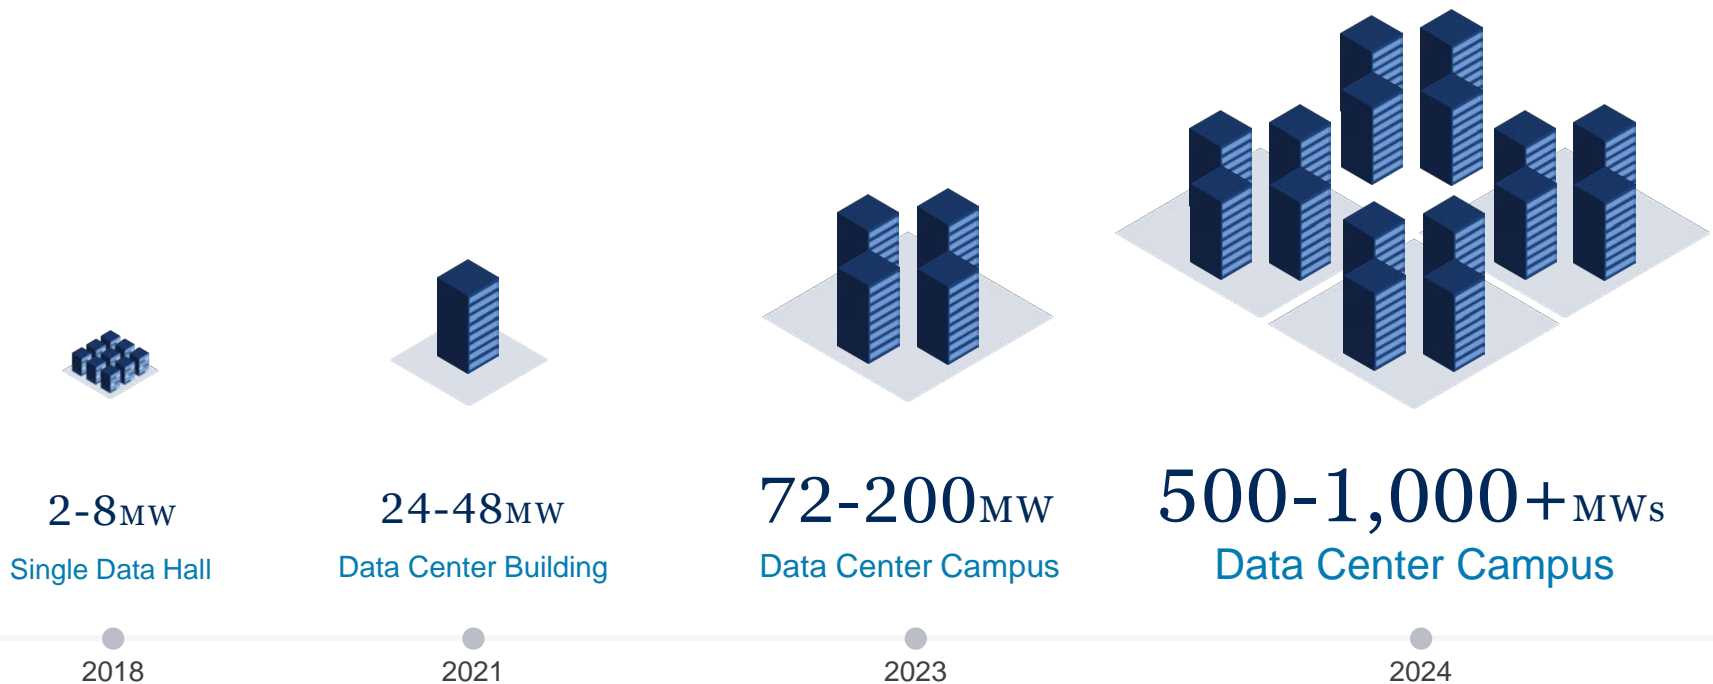 2-8MW
Single Data Hall
24-48MW
Data Center Building
72-200MW
Data Center Campus
500-1,000+MWs
Data Center Campus
2018
2021
2023
2024